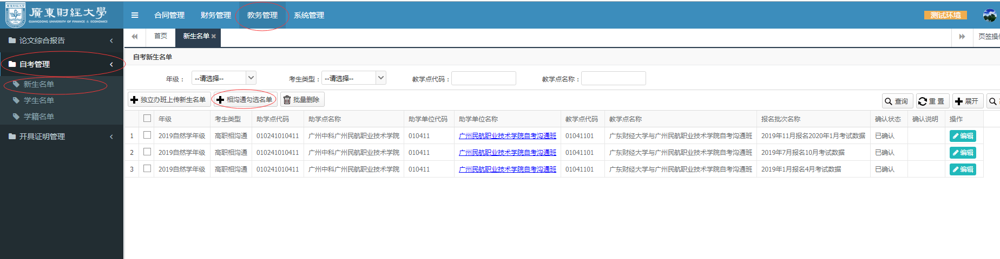 廣東財經大學
GUANGDONG UNIVERSITY OF FINANCE & ECONOMICS
合同管理 财务管理 教务管理 系统管理 测试环境
论文综合报告
自考管理
新生名单
学生名单
学籍名单
开具证明管理
首页 新生名单 页签操
自考新生名单
年级： --请选择-- 考生类型： --请选择-- 教学点代码： 教学点名称：
独立办班上传新生名单 相沟通勾选名单 批量删除 查询 重置 展开
年级 考生类型 助学点代码 助学点名称 助学单位代码 助学单位名称 教学点代码 教学点名称 报名批次名称 确认状态 确认说明 操作
1 2019自然学年级 高职相沟通 010241010411 广州中科广州民航职业技术学院 010411 广州民航职业技术学院自考沟通班 01041101 广东财经大学与广州民航职业技术学院自考沟通班 2019年11月报名2020年1月考试数据 已确认 编辑
2 2019自然学年级 高职相沟通 010241010411 广州中科广州民航职业技术学院 010411 广州民航职业技术学院自考沟通班 01041101 广东财经大学与广州民航职业技术学院自考沟通班 2019年7月报名10月考试数据 已确认 编辑
3 2019自然学年级 高职相沟通 010241010411 广州中科广州民航职业技术学院 010411 广州民航职业技术学院自考沟通班 01041101 广东财经大学与广州民航职业技术学院自考沟通班 2019年1月报名4月考试数据 已确认 编辑